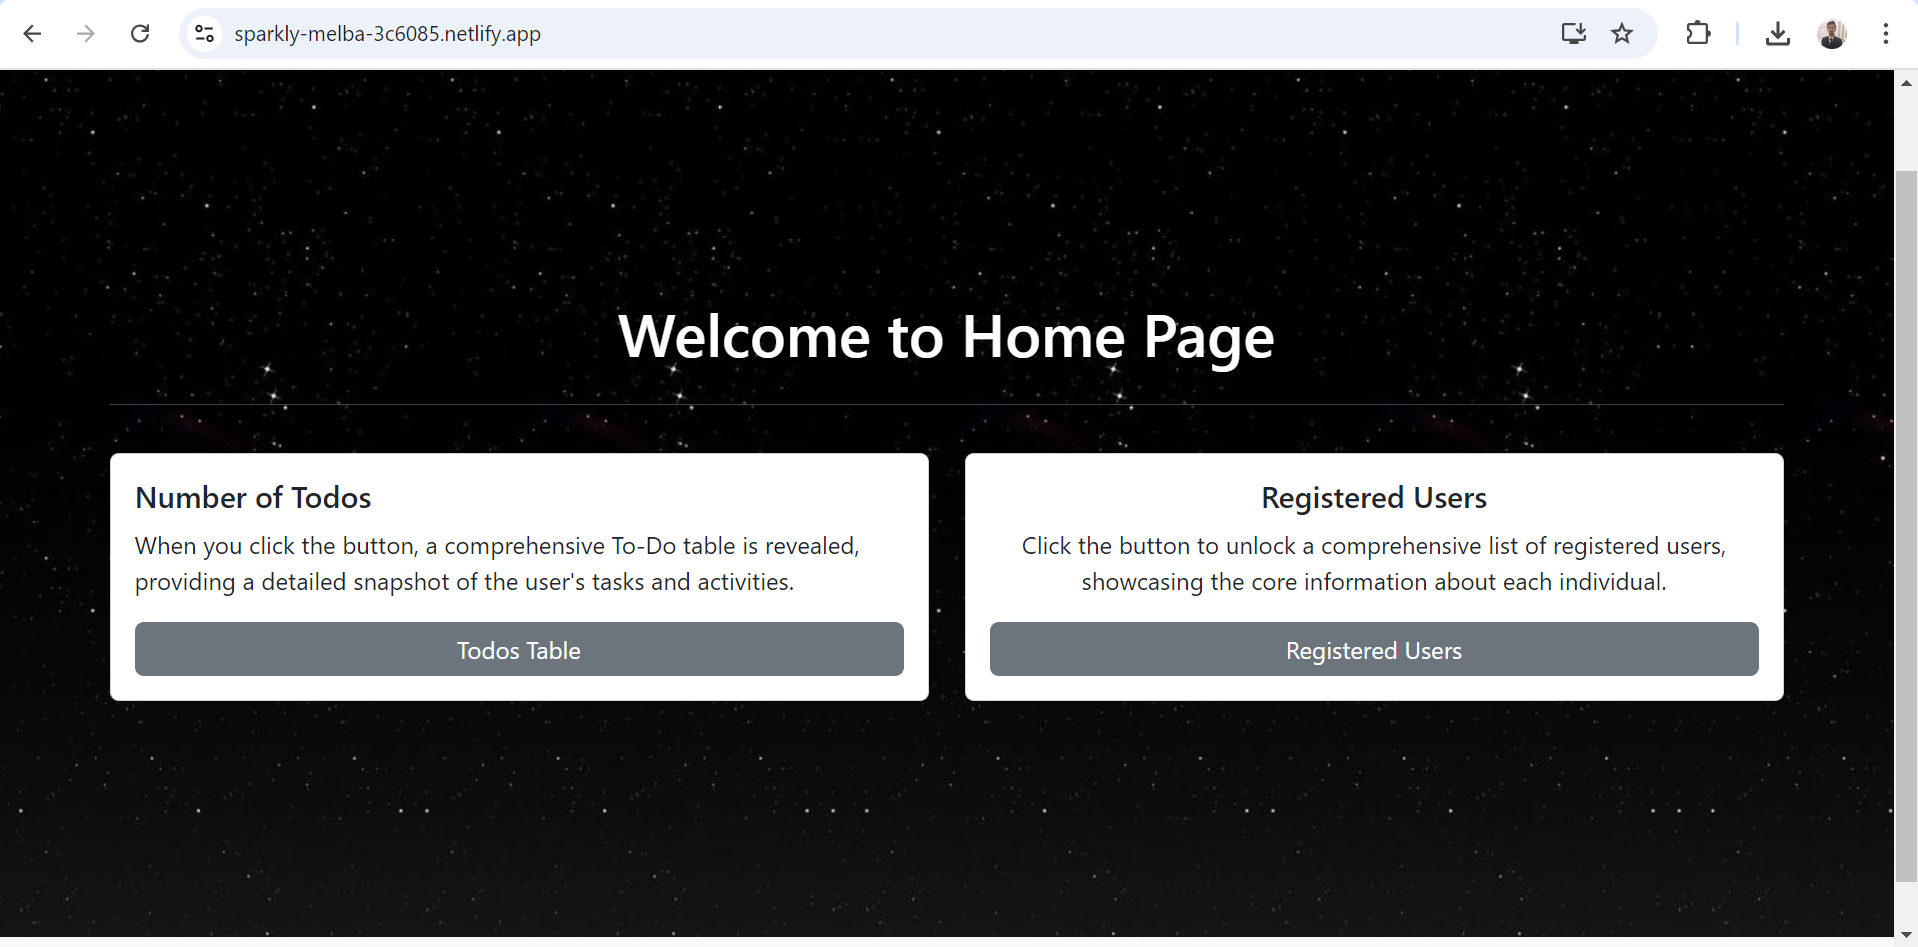 sparkly-melba-3c6085.netlify.app
Welcome to Home Page
Number of Todos
When you click the button, a comprehensive To-Do table is revealed,
providing a detailed snapshot of the user's tasks and activities.
Todos Table
Registered Users
Click the button to unlock a comprehensive list of registered users,
showcasing the core information about each individual.
Registered Users